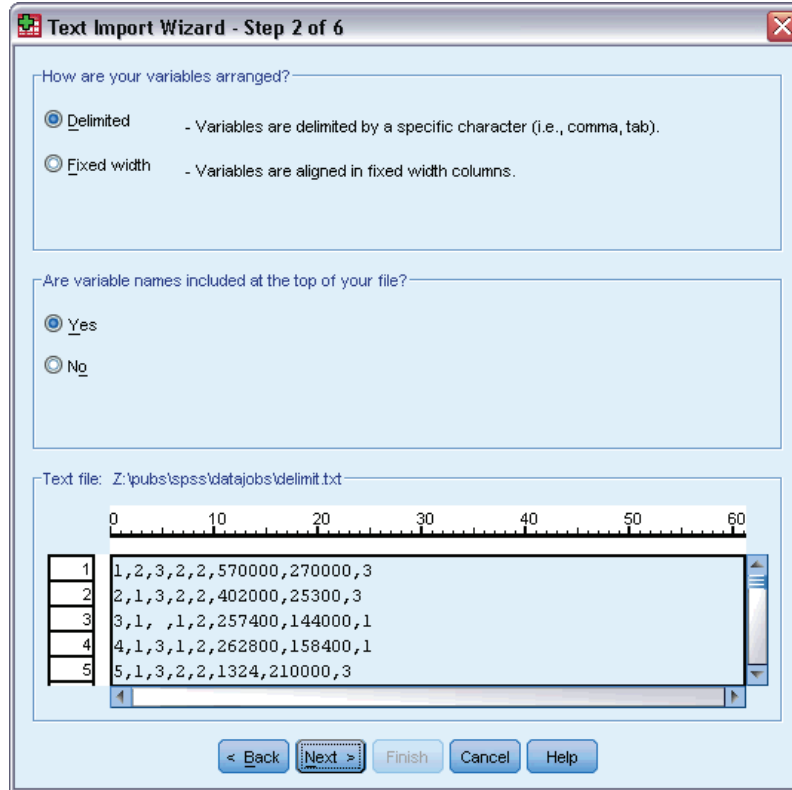 Text Import Wizard - Step 2 of 6
How are your variables arranged?
Delimited - Variables are delimited by a specific character (i.e., comma, tab).
Fixed width - Variables are aligned in fixed width columns.
Are variable names included at the top of your file?
Yes
No
Text file: Z:\pubs\spss\datajobs\delimit.txt
0 10 20 30 40 50 60
1 1,2,3,2,2,570000,270000,3
2 2,1,3,2,2,402000,25300,3
3 3,1, ,1,2,257400,144000,1
4 4,1,3,1,2,262800,158400,1
5 5,1,3,2,2,1324,210000,3
< Back Next > Finish Cancel Help